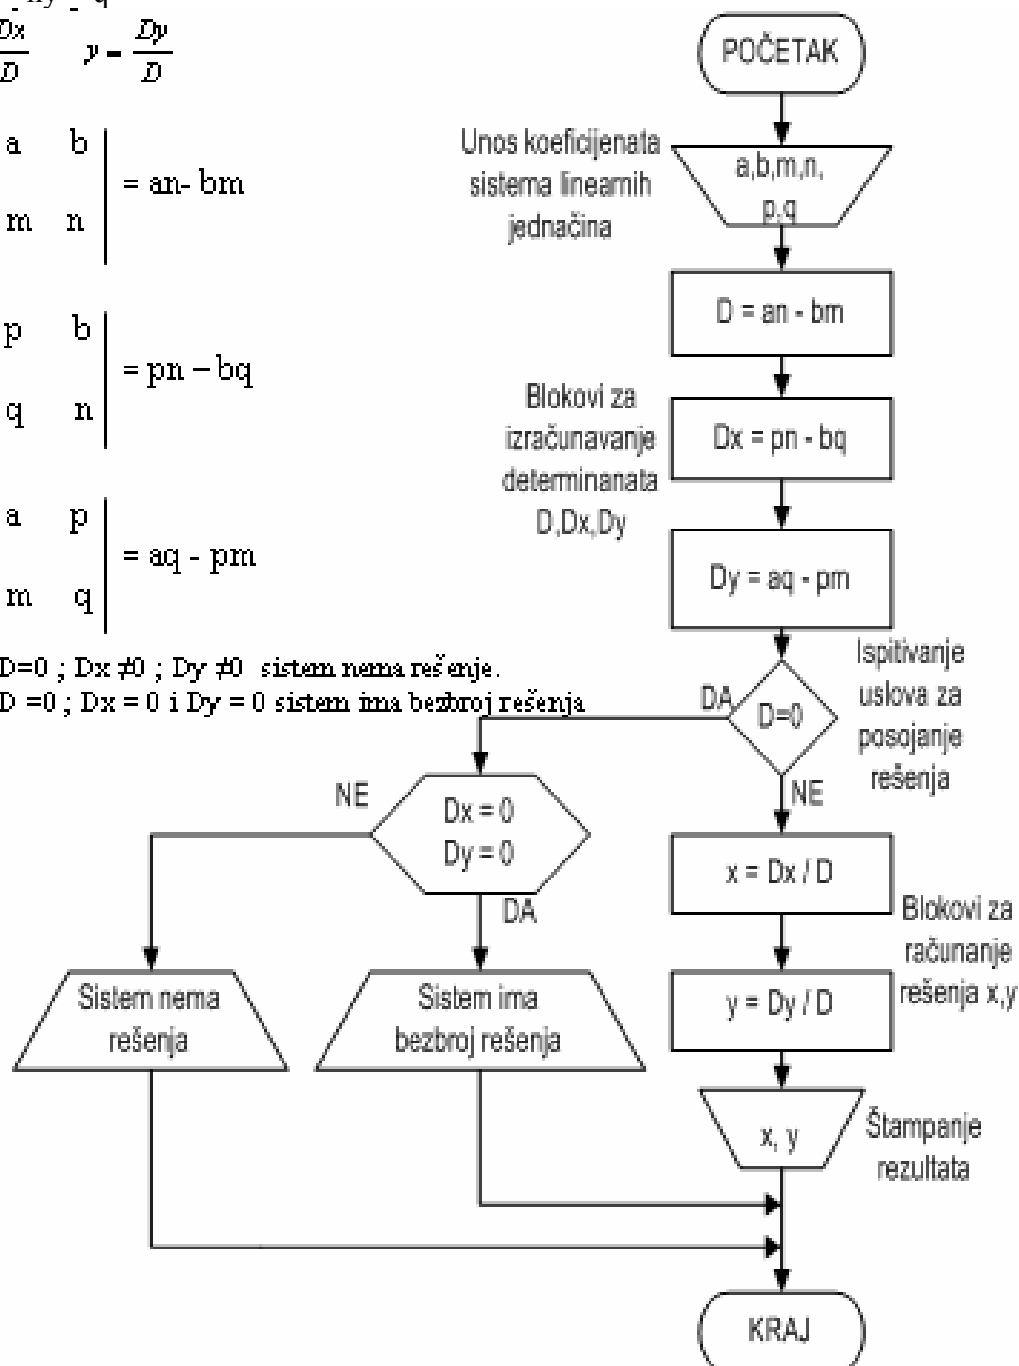 Dx
D
y = Dy
D
a b
m n
= an- bm
p b
q n
= pn – bq
a p
m q
= aq - pm
D=0 ; Dx ≠0 ; Dy ≠0 sistem nema rešenje.
D =0 ; Dx = 0 i Dy = 0 sistem ima bezbroj rešenja
POČETAK
Unos koeficijenata
sistema linearnih
jednačina
a,b,m,n,
p,q
D = an - bm
Blokovi za
izračunavanje
determinanata
D,Dx,Dy
Dx = pn - bq
Dy = aq - pm
Ispitivanje
uslova za
posojanje
rešenja
DA
D=0
NE
NE
Dx = 0
Dy = 0
DA
x = Dx / D
Blokovi za
računanje
rešenja x,y
y = Dy / D
Sistem nema
rešenja
Sistem ima
bezbroj rešenja
x, y
Štampanje
rezultata
KRAJ